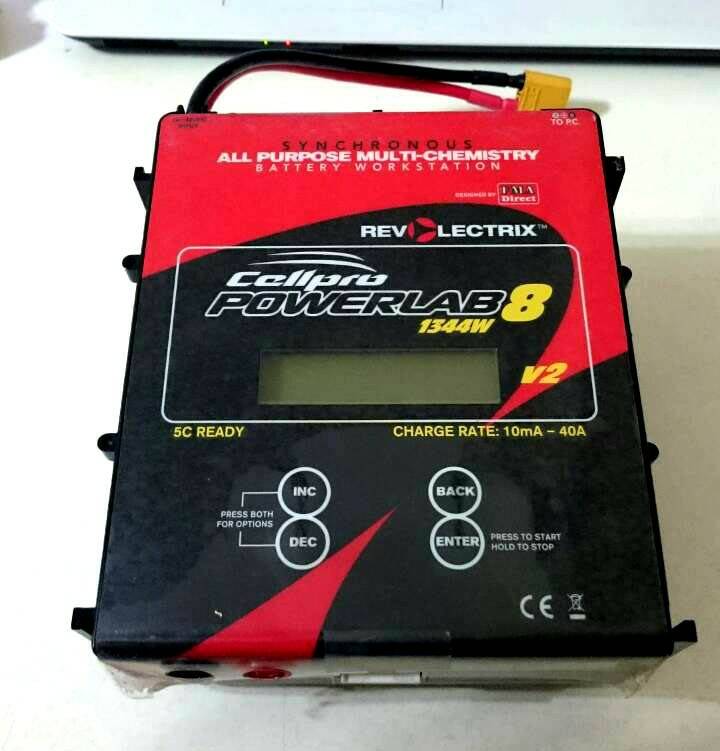 TO P.C.
SYNCHRONOUS
ALL PURPOSE MULTI-CHEMISTRY
BATTERY WORKSTATION
DESIGNED BY FMA Direct
REVOLECTRIX™
Cellpro
POWERLAB 8
1344W
v2
5C READY
CHARGE RATE: 10mA – 40A
INC
BACK
PRESS BOTH
FOR OPTIONS
DEC
ENTER
PRESS TO START
HOLD TO STOP
CE